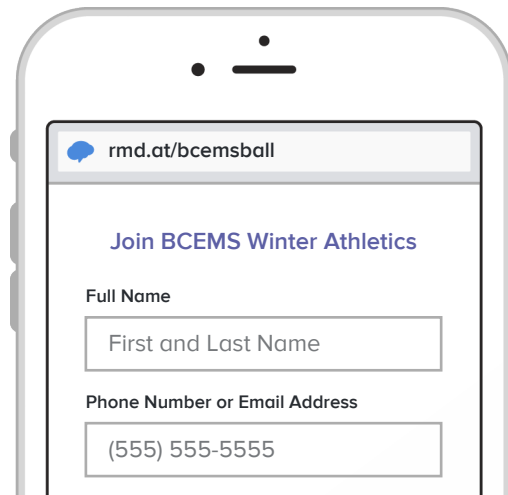 rmd.at/bcemsball
Join BCEMS Winter Athletics
Full Name
First and Last Name
Phone Number or Email Address
(555) 555-5555